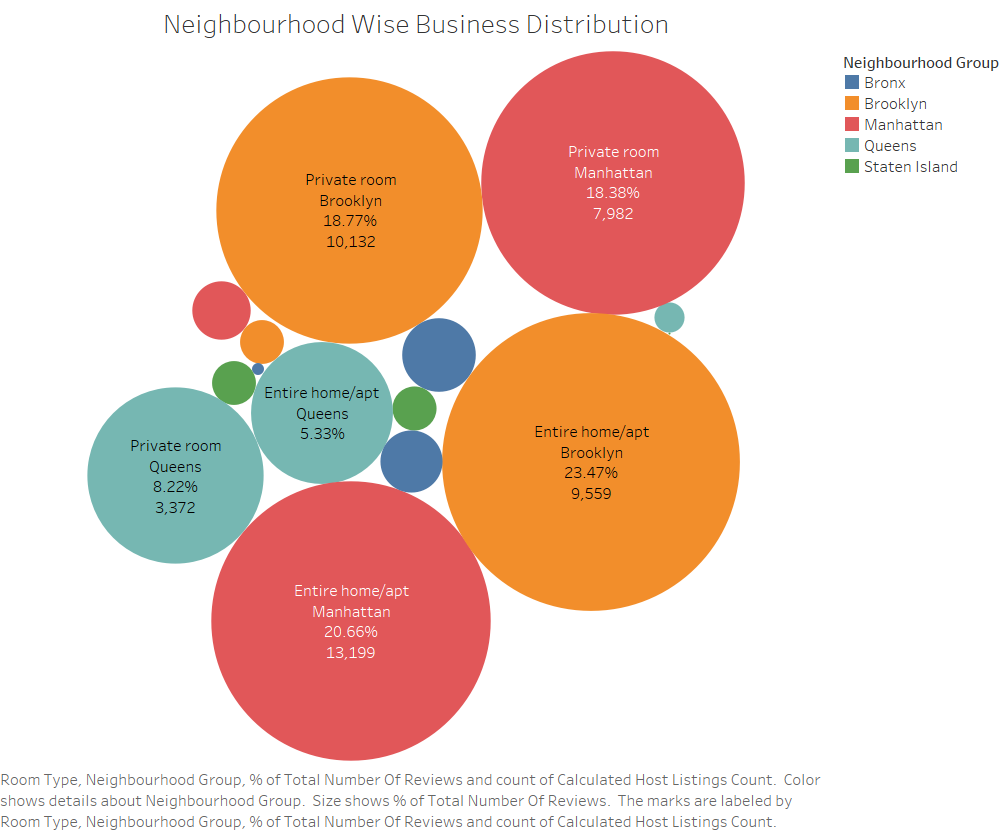 Neighbourhood Wise Business Distribution
Neighbourhood Group
Bronx
Brooklyn
Manhattan
Queens
Staten Island
Private room
Brooklyn
18.77%
10,132
Private room
Manhattan
18.38%
7,982
Entire home/apt
Queens
5.33%
Private room
Queens
8.22%
3,372
Entire home/apt
Brooklyn
23.47%
9,559
Entire home/apt
Manhattan
20.66%
13,199
Room Type, Neighbourhood Group, % of Total Number Of Reviews and count of Calculated Host Listings Count.  Color
shows details about Neighbourhood Group.  Size shows % of Total Number Of Reviews.  The marks are labeled by
Room Type, Neighbourhood Group, % of Total Number Of Reviews and count of Calculated Host Listings Count.